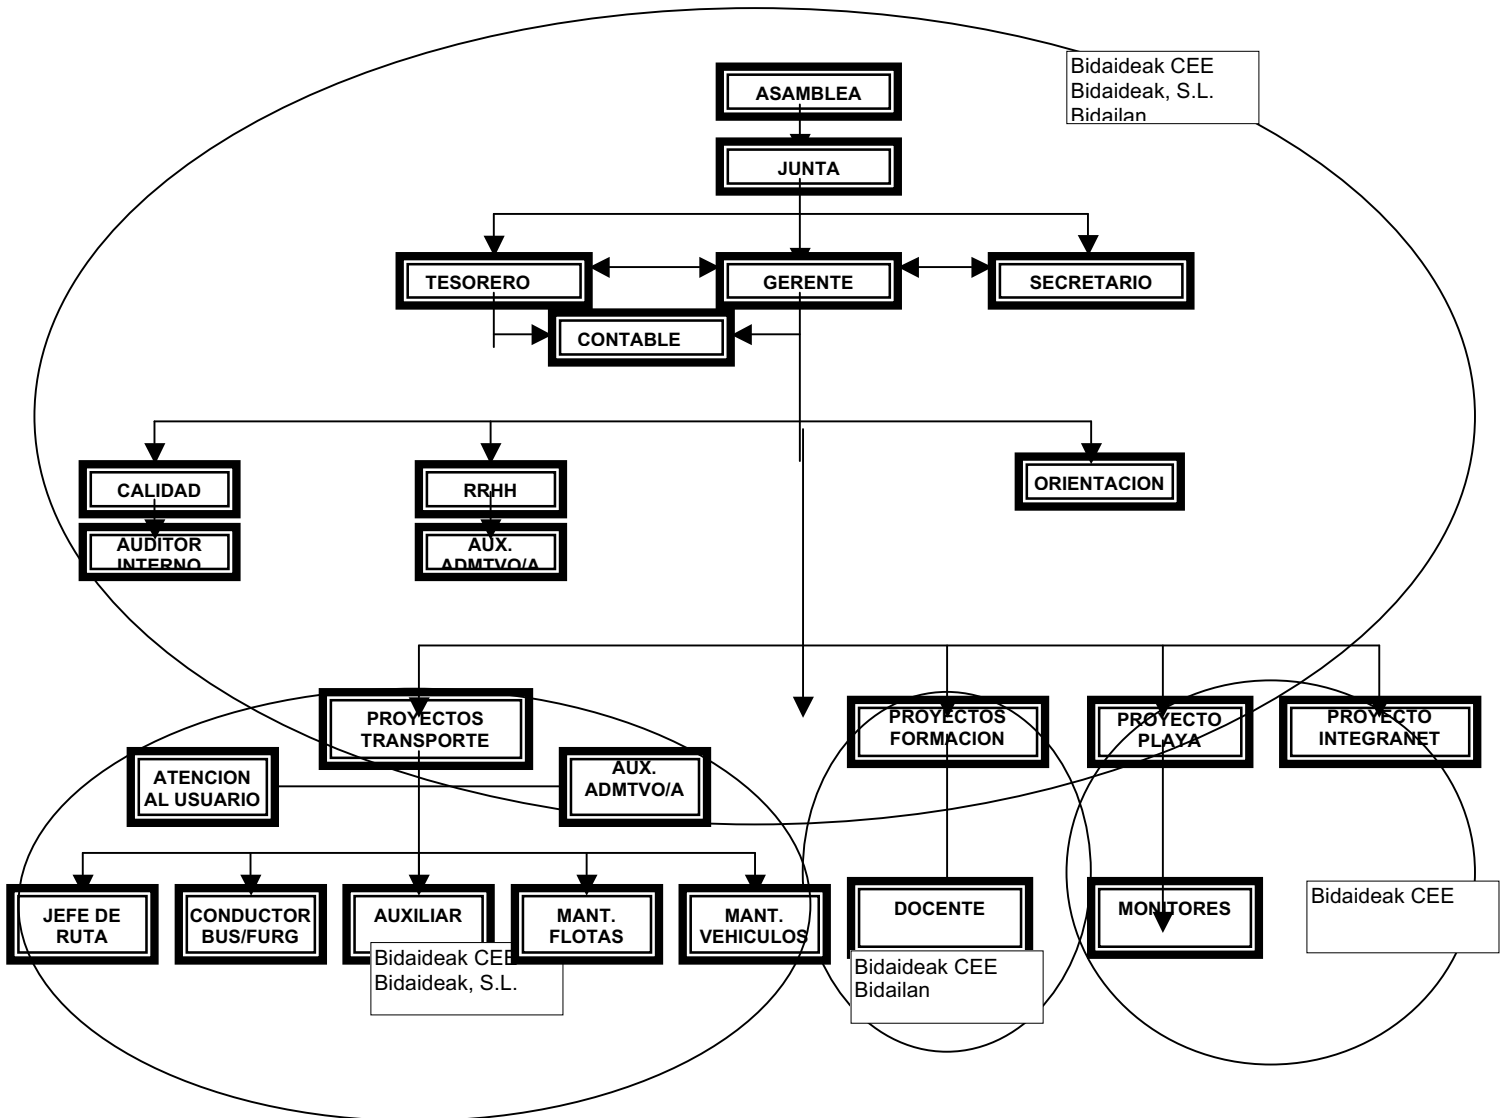 Bidaideak CEE
Bidaideak, S.L.
Bidailan
ASAMBLEA
JUNTA
TESORERO
GERENTE
SECRETARIO
CONTABLE
CALIDAD
RRHH
ORIENTACION
AUDITOR
INTERNO
AUX.
ADMTVO/A
PROYECTOS
TRANSPORTE
PROYECTOS
FORMACION
PROYECTO
PLAYA
PROYECTO
INTEGRANET
ATENCION
AL USUARIO
AUX.
ADMTVO/A
JEFE DE
RUTA
CONDUCTOR
BUS/FURG
AUXILIAR
MANT.
FLOTAS
MANT.
VEHICULOS
DOCENTE
MONITORES
Bidaideak CEE
Bidaideak CEE
Bidaideak, S.L.
Bidaideak CEE
Bidailan